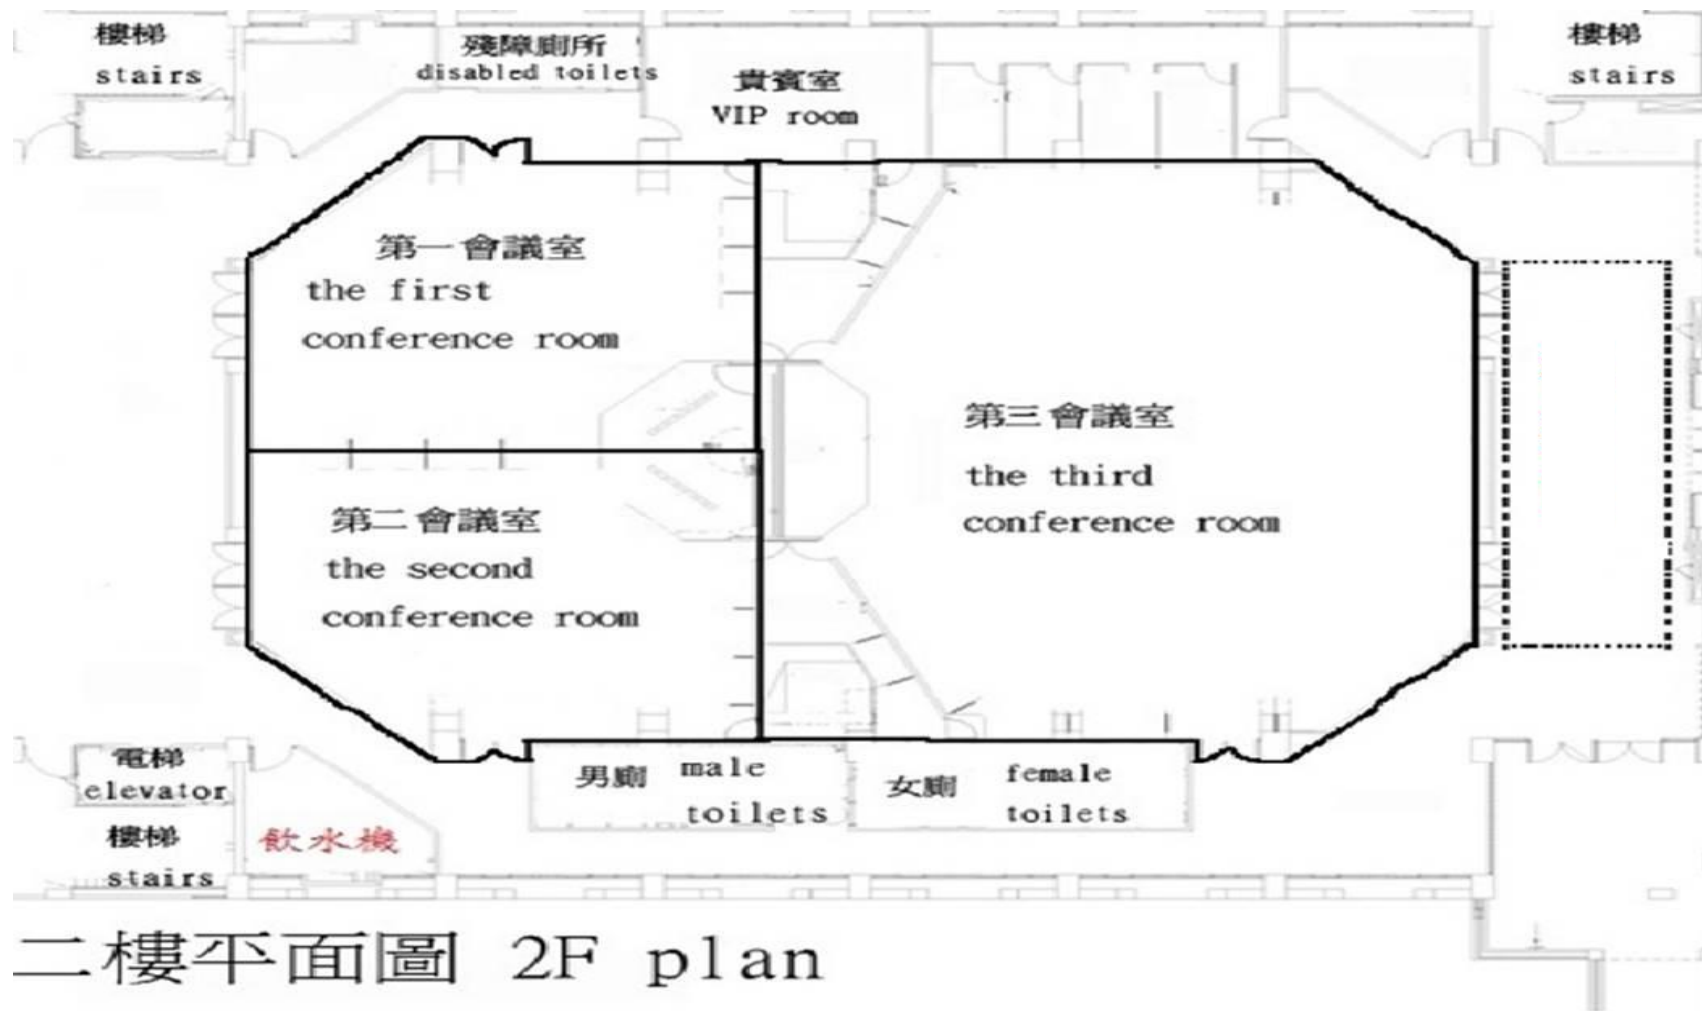 樓梯
stairs
殘障廁所
disabled toilets
貴賓室
VIP room
樓梯
stairs
第一會議室
the first
conference room
第二會議室
the second
conference room
第三會議室
the third
conference room
電梯
elevator
樓梯
stairs
飲水機
男廁 male
toilets
女廁 female
toilets
二樓平面圖 2F plan